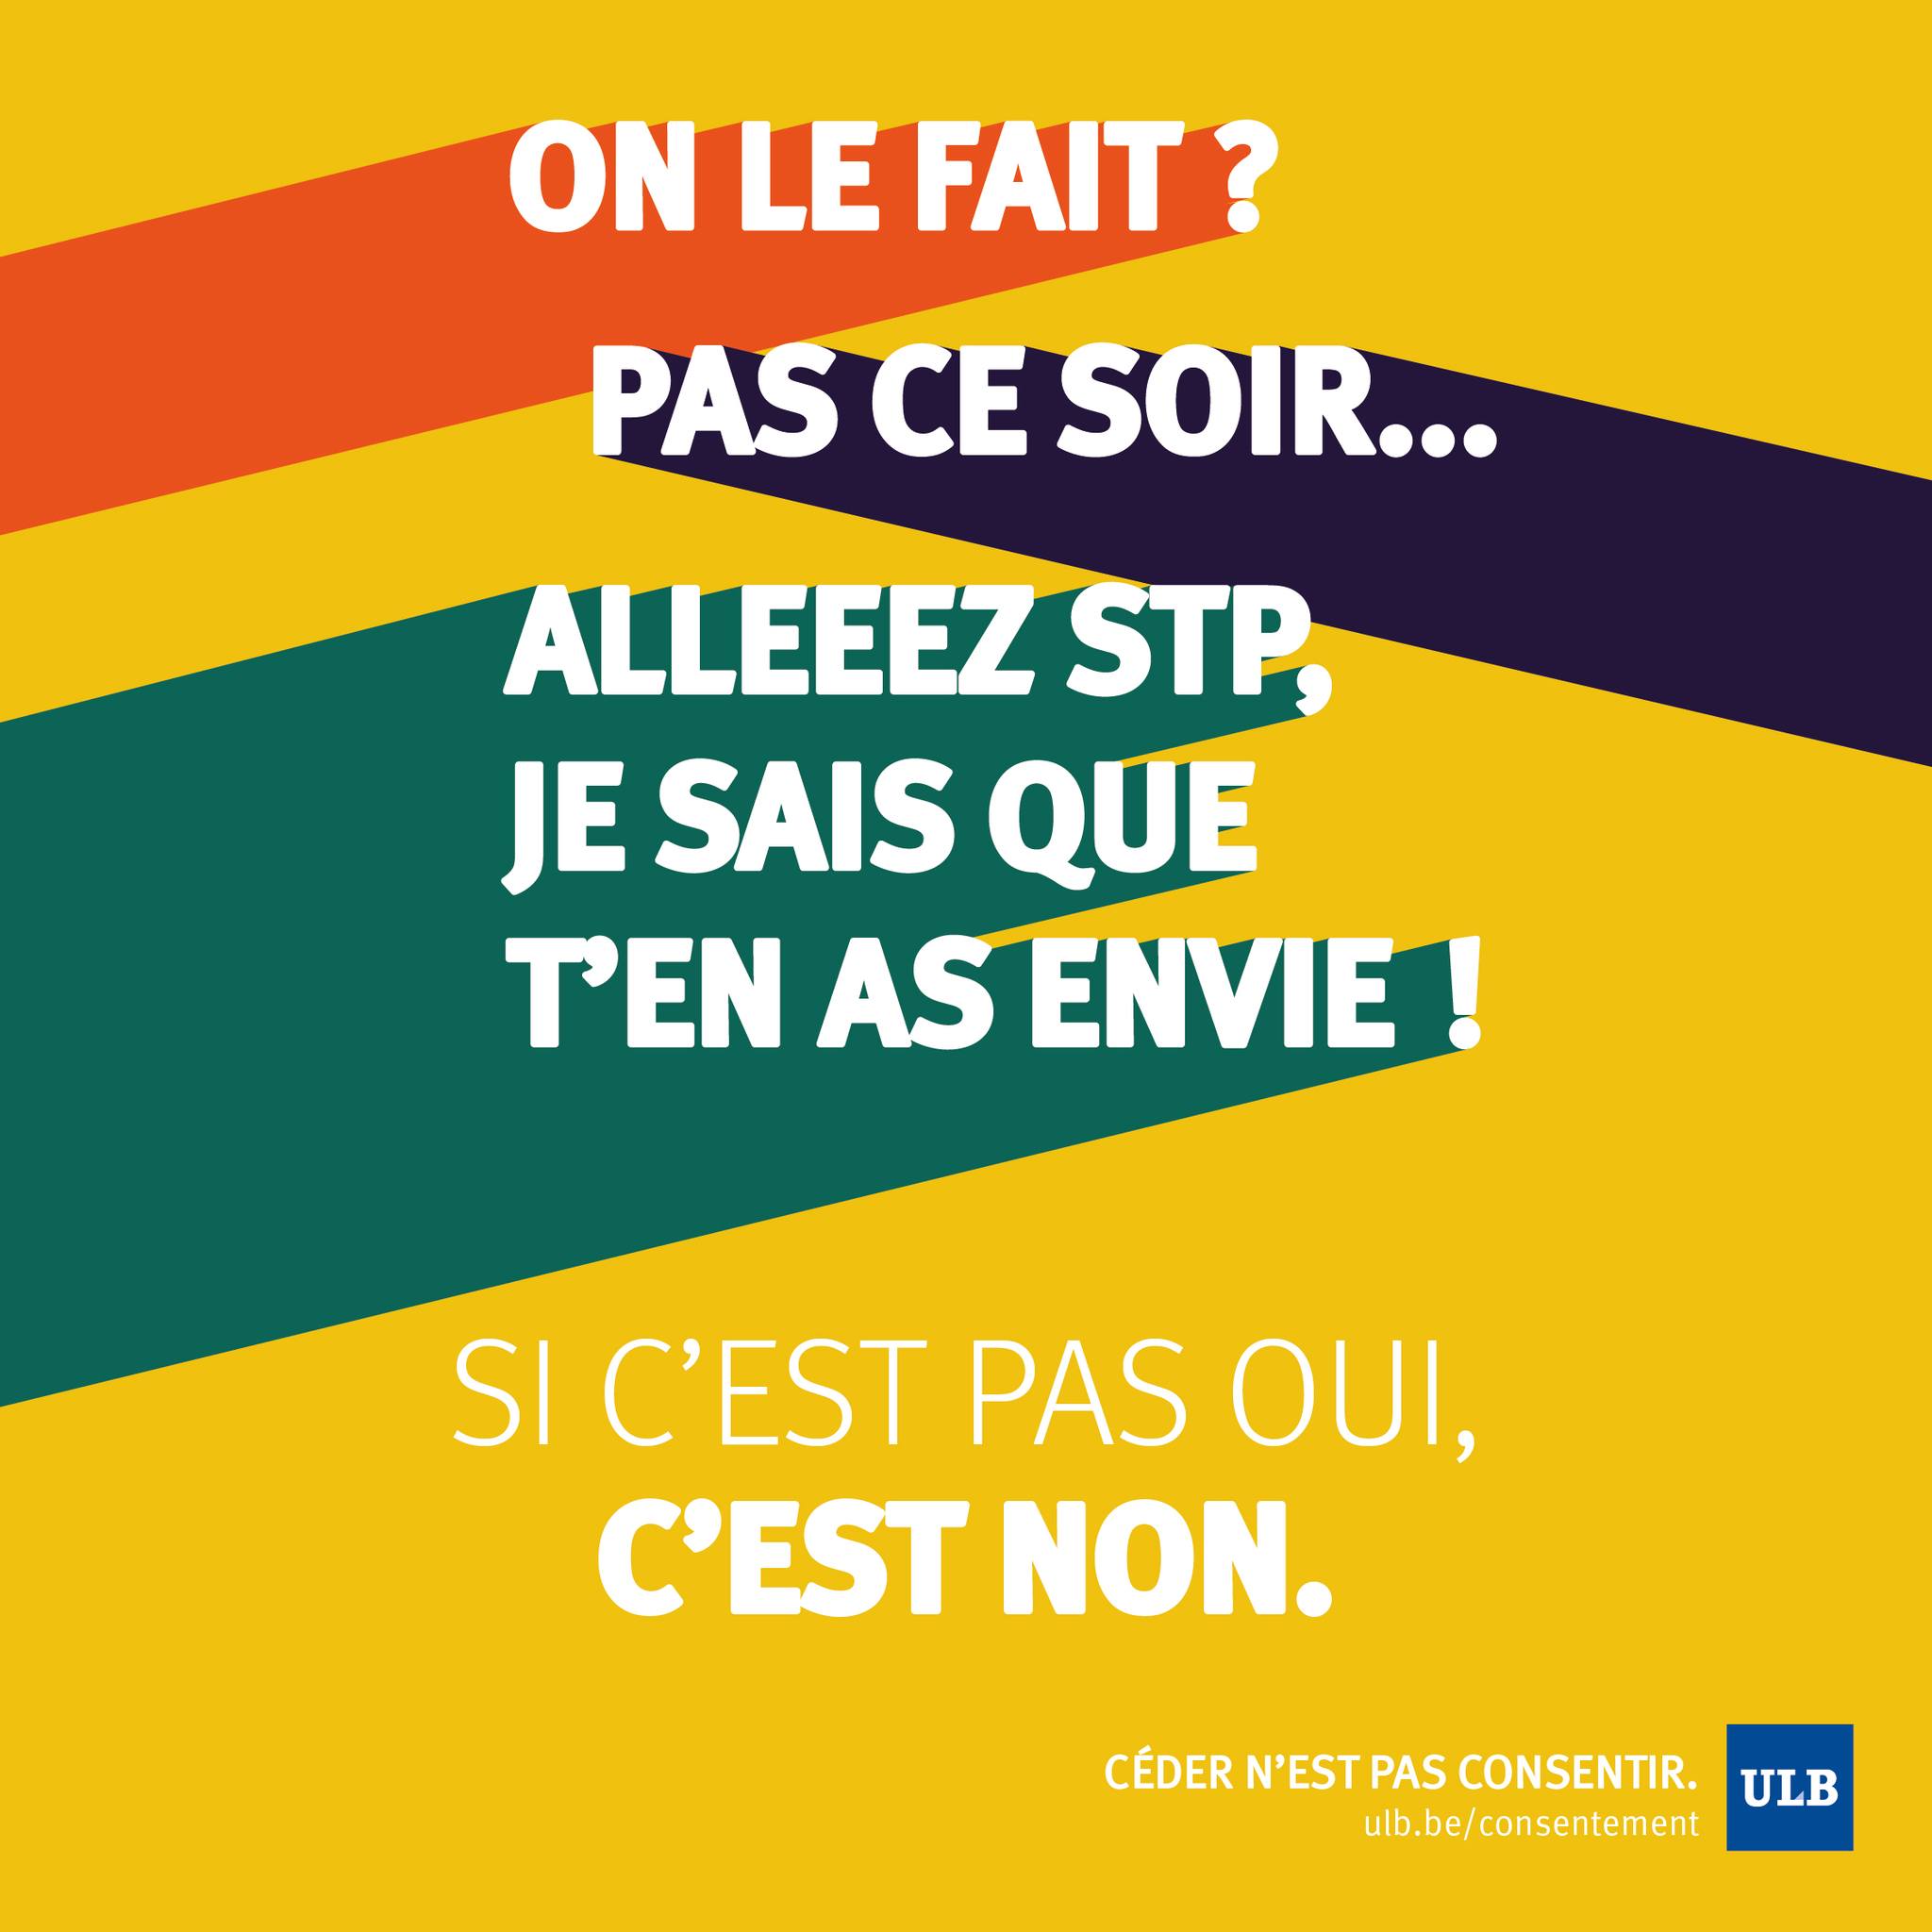 ON LE FAIT ?
PAS CE SOIR...
ALLEEEZ STP,
JE SAIS QUE
T'EN AS ENVIE !
SI C'EST PAS OUI,
C'EST NON.
CÉDER N'EST PAS CONSENTIR.
ulb.be/consentement
ULB